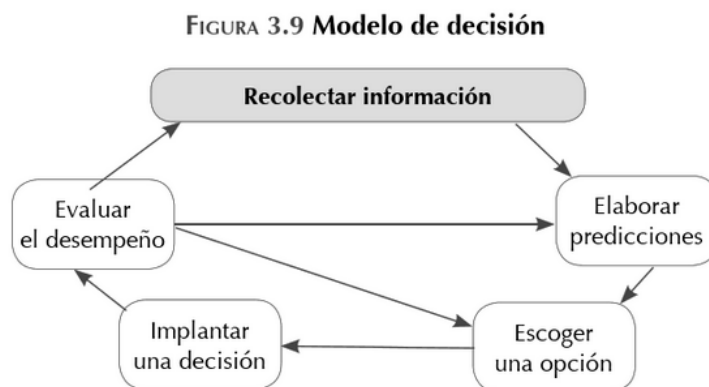 FIGURA 3.9 Modelo de decisión
Recolectar información
Evaluar
el desempeño
Elaborar
predicciones
Implantar
una decisión
Escoger
una opción